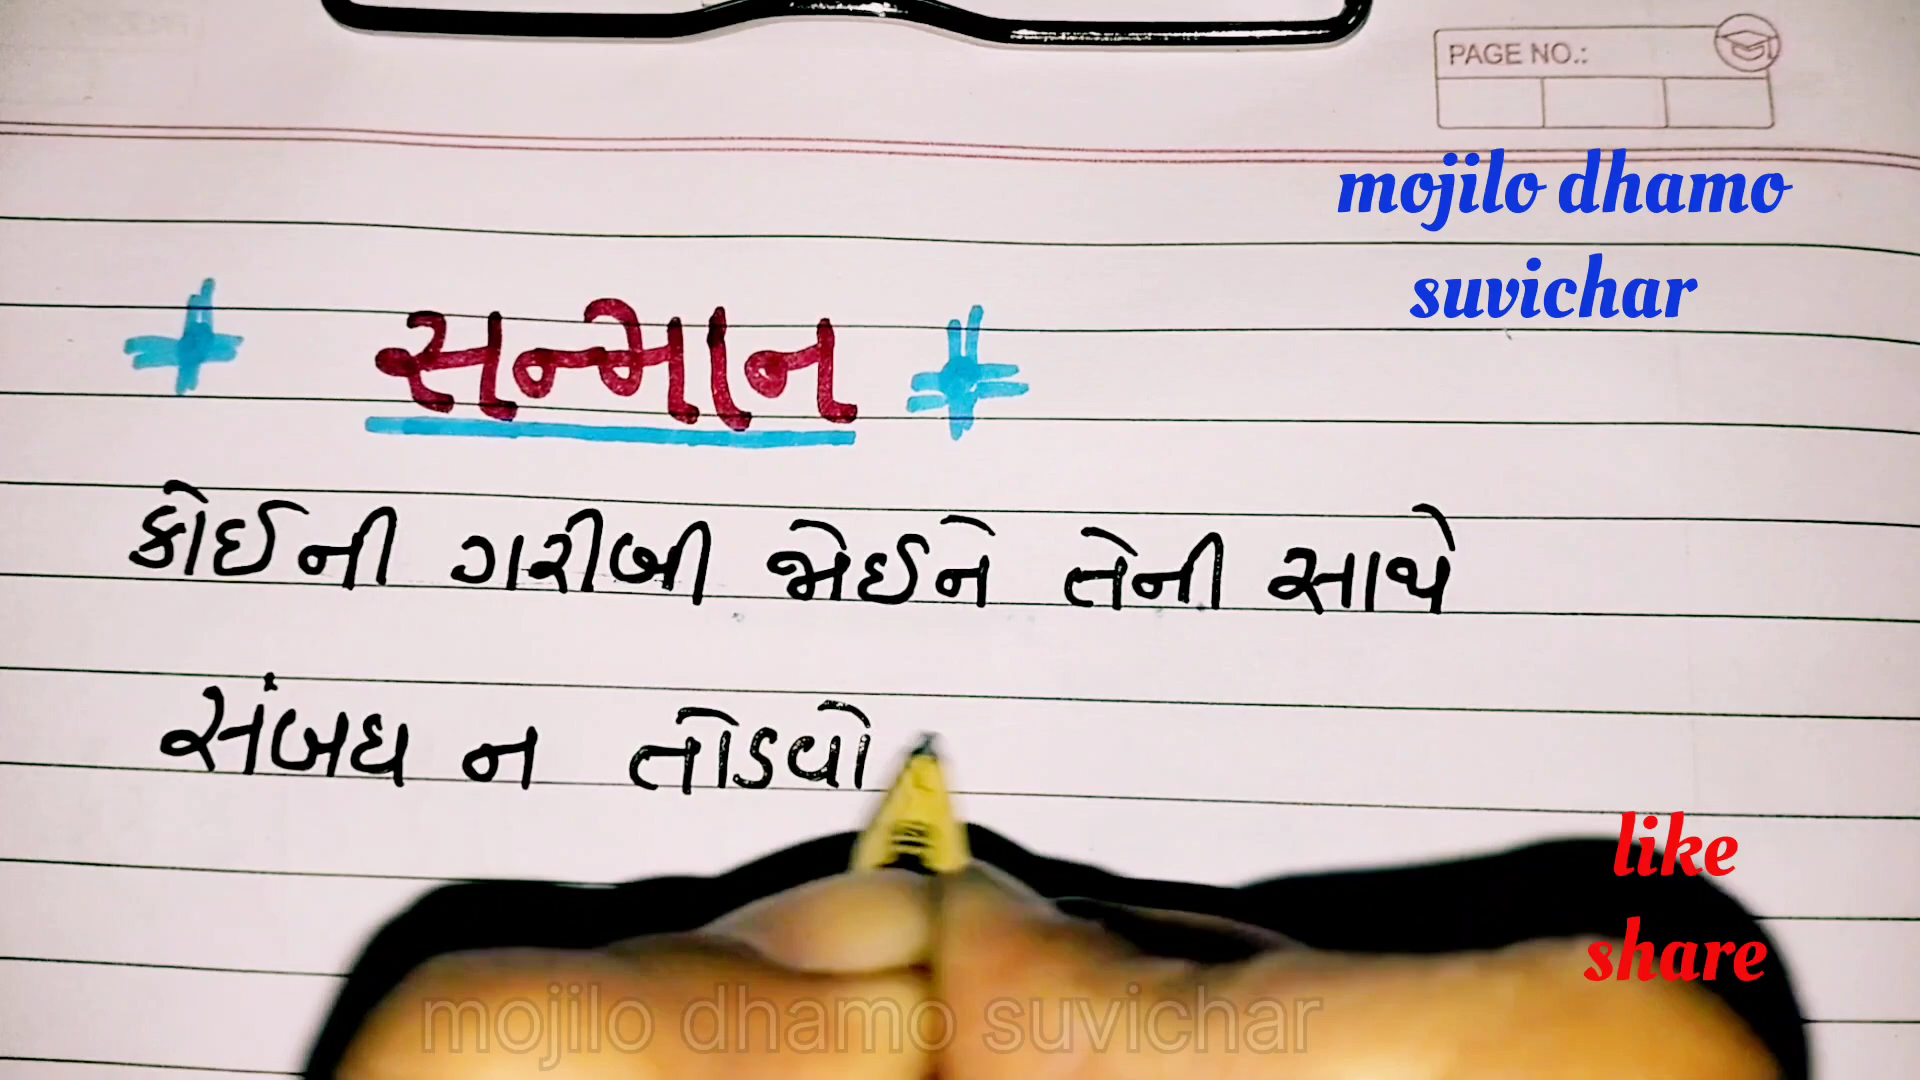 PAGE NO.:
mojilo dhamo
suvichar
સન્માન
કોઈની ગરીબી જોઈને તેની સાથે
સંબધ ન તોડવો
like
share
mojilo dhamo suvichar